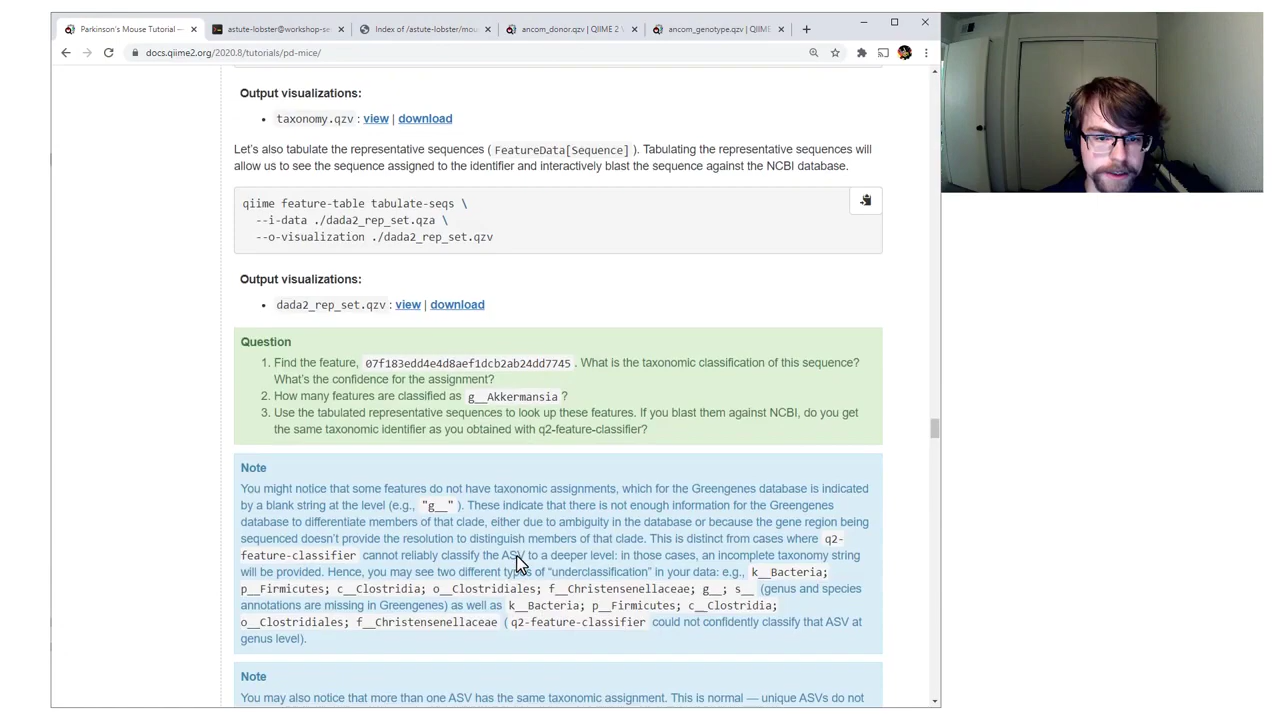 Parkinson's Mouse Tutorial —
astute-lobster@workshop-se
Index of /astute-lobster/mou
ancom_donor.qzv | QIIME 2 V
ancom_genotype.qzv | QIIME
docs.qiime2.org/2020.8/tutorials/pd-mice/
Output visualizations:
• taxonomy.qzv : view | download
Let's also tabulate the representative sequences ( FeatureData[Sequence] ). Tabulating the representative sequences will
allow us to see the sequence assigned to the identifier and interactively blast the sequence against the NCBI database.
qiime feature-table tabulate-seqs \
--i-data ./dada2_rep_set.qza \
--o-visualization ./dada2_rep_set.qzv
Output visualizations:
• dada2_rep_set.qzv : view | download
Question
1. Find the feature, 07f183edd4e4d8aef1dcb2ab24dd7745 . What is the taxonomic classification of this sequence?
What's the confidence for the assignment?
2. How many features are classified as g__Akkermansia ?
3. Use the tabulated representative sequences to look up these features. If you blast them against NCBI, do you get
the same taxonomic identifier as you obtained with q2-feature-classifier?
Note
You might notice that some features do not have taxonomic assignments, which for the Greengenes database is indicated
by a blank string at the level (e.g., "g__" ). These indicate that there is not enough information for the Greengenes
database to differentiate members of that clade, either due to ambiguity in the database or because the gene region being
sequenced doesn't provide the resolution to distinguish members of that clade. This is distinct from cases where q2-
feature-classifier cannot reliably classify the ASV to a deeper level: in those cases, an incomplete taxonomy string
will be provided. Hence, you may see two different types of "underclassification" in your data: e.g., k__Bacteria;
p__Firmicutes; c__Clostridia; o__Clostridiales; f__Christensenellaceae; g__; s__ (genus and species
annotations are missing in Greengenes) as well as k__Bacteria; p__Firmicutes; c__Clostridia;
o__Clostridiales; f__Christensenellaceae ( q2-feature-classifier could not confidently classify that ASV at
genus level).
Note
You may also notice that more than one ASV has the same taxonomic assignment. This is normal — unique ASVs do not